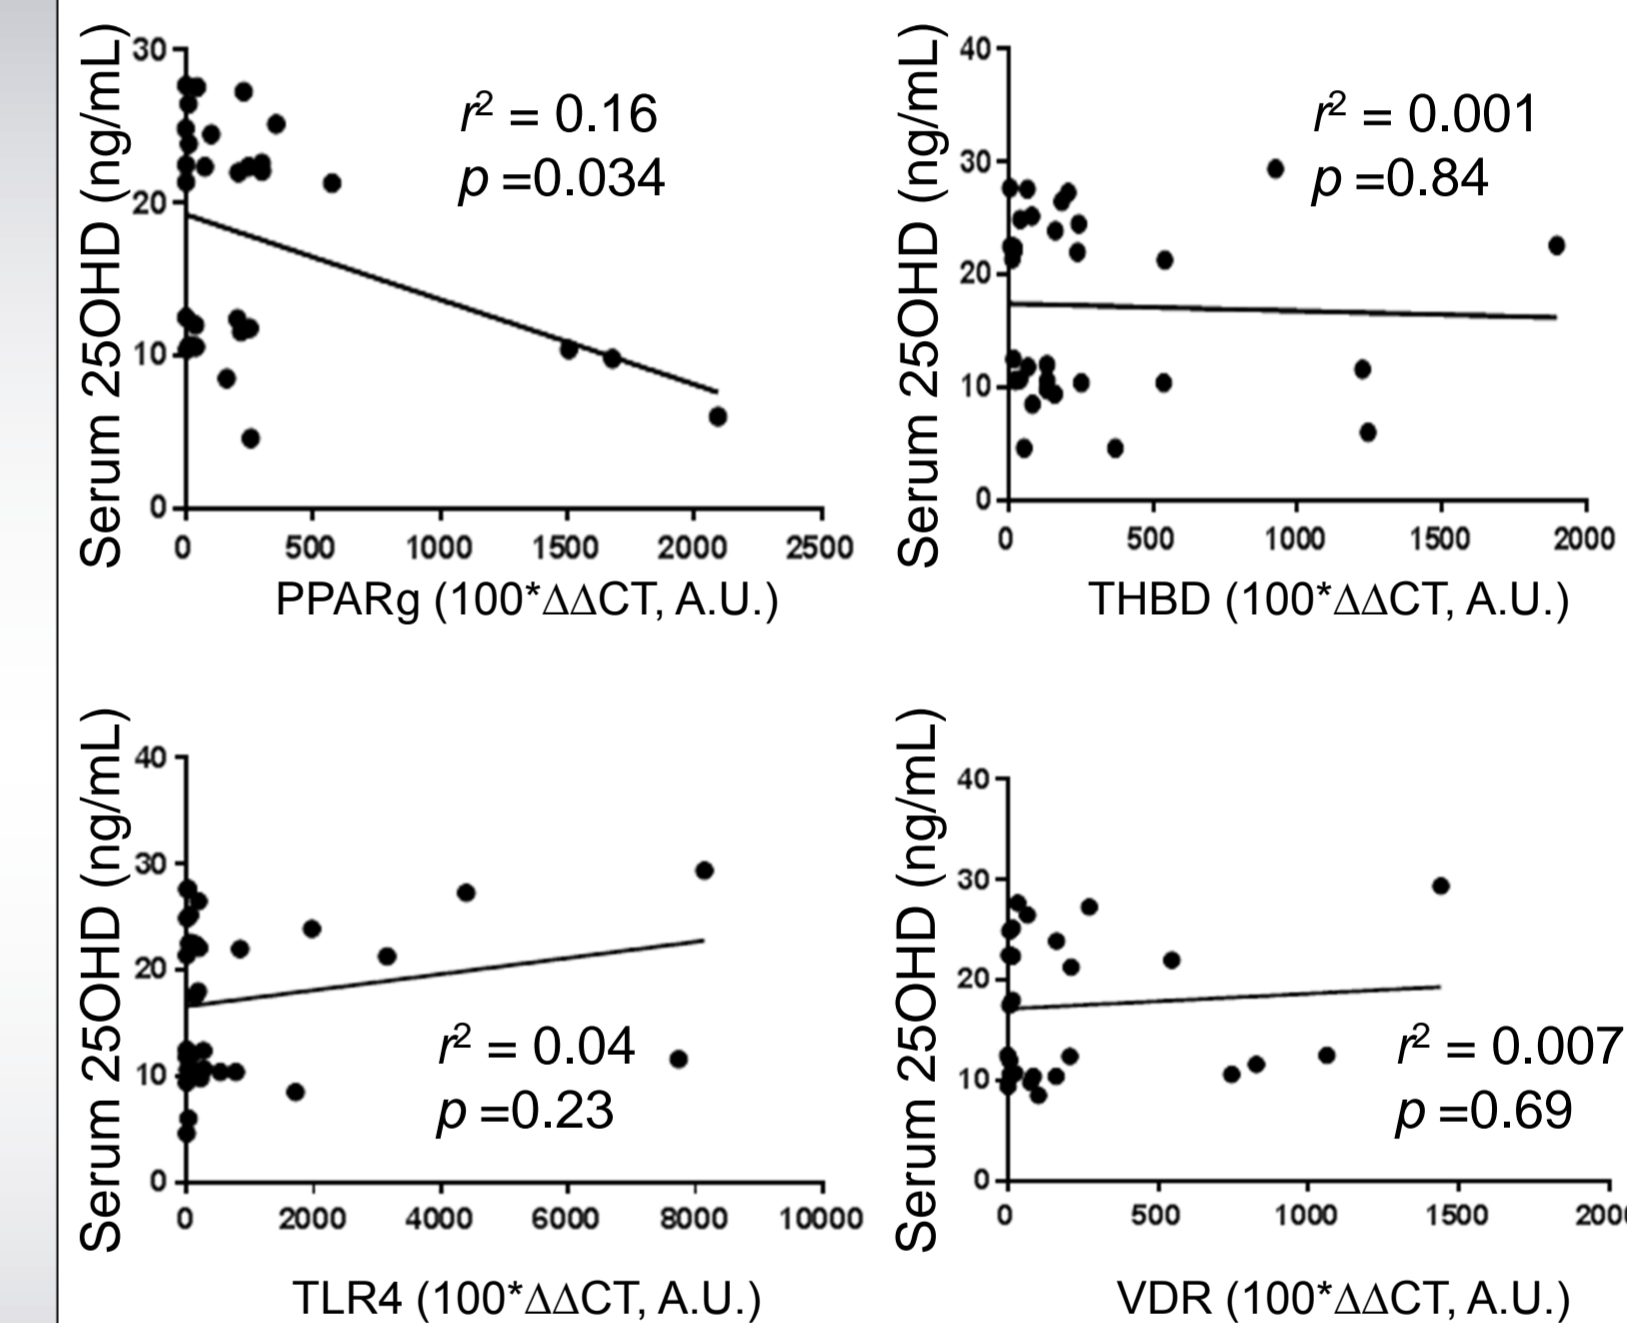 Serum 25OHD (ng/mL)
30
20
10
0
r² = 0.16
p =0.034
0 500 1000 1500 2000 2500
PPARg (100*ΔΔCT, A.U.)
Serum 25OHD (ng/mL)
40
30
20
10
0
r² = 0.001
p =0.84
0 500 1000 1500 2000
THBD (100*ΔΔCT, A.U.)
Serum 25OHD (ng/mL)
40
30
20
10
0
r² = 0.04
p =0.23
0 2000 4000 6000 8000 10000
TLR4 (100*ΔΔCT, A.U.)
Serum 25OHD (ng/mL)
40
30
20
10
0
r² = 0.007
p =0.69
0 500 1000 1500
VDR (100*ΔΔCT, A.U.)